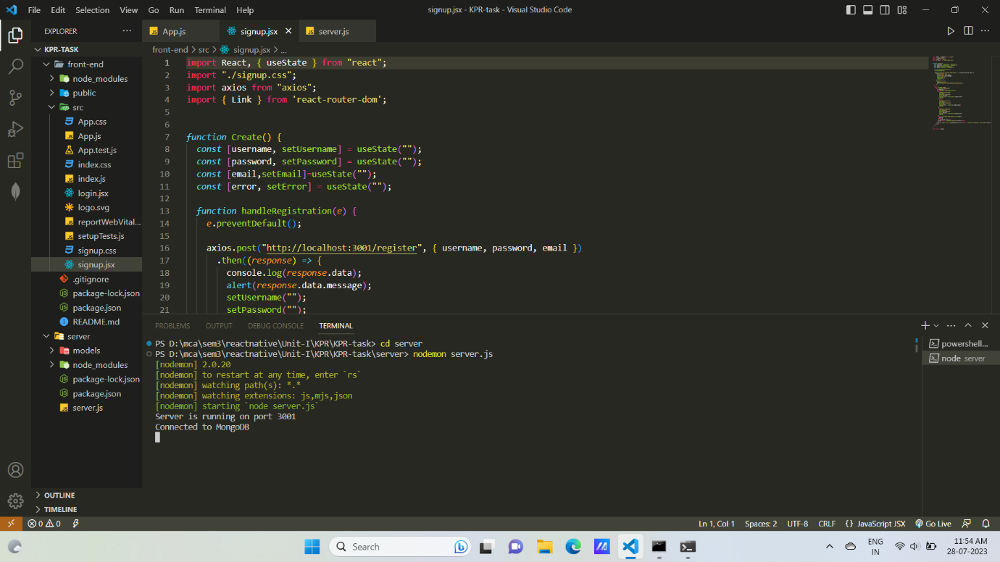 File Edit Selection View Go Run Terminal Help
signup.jsx - KPR-task - Visual Studio Code
EXPLORER
KPR-TASK
front-end
node_modules
public
src
App.css
App.js
App.test.js
index.css
index.js
login.jsx
logo.svg
reportWebVital...
setupTests.js
signup.css
signup.jsx
.gitignore
package-lock.json
package.json
README.md
server
models
node_modules
package-lock.json
package.json
server.js
OUTLINE
TIMELINE
App.js signup.jsx server.js
front-end > src > signup.jsx > ...
1 import React, { useState } from "react";
2 import "./signup.css";
3 import axios from "axios";
4 import { Link } from 'react-router-dom';
5
6
7 function Create() {
8 const [username, setUsername] = useState("");
9 const [password, setPassword] = useState("");
10 const [email,setEmail]=useState("");
11 const [error, setError] = useState("");
12
13 function handleRegistration(e) {
14 e.preventDefault();
15
16 axios.post("http://localhost:3001/register", { username, password, email })
17 .then((response) => {
18 console.log(response.data);
19 alert(response.data.message);
20 setUsername("");
21 setPassword("");
PROBLEMS OUTPUT DEBUG CONSOLE TERMINAL
PS D:\mca\sem3\reactnative\Unit-I\KPR\KPR-task> cd server
PS D:\mca\sem3\reactnative\Unit-I\KPR\KPR-task\server> nodemon server.js
[nodemon] 2.0.20
[nodemon] to restart at any time, enter `rs`
[nodemon] watching path(s): *.*
[nodemon] watching extensions: js,mjs,json
[nodemon] starting `node server.js`
Server is running on port 3001
Connected to MongoDB
powershell...
node server
0 0
Ln 1, Col 1 Spaces: 2 UTF-8 CRLF {} JavaScript JSX Go Live
Search
ENG
IN
11:54 AM
28-07-2023